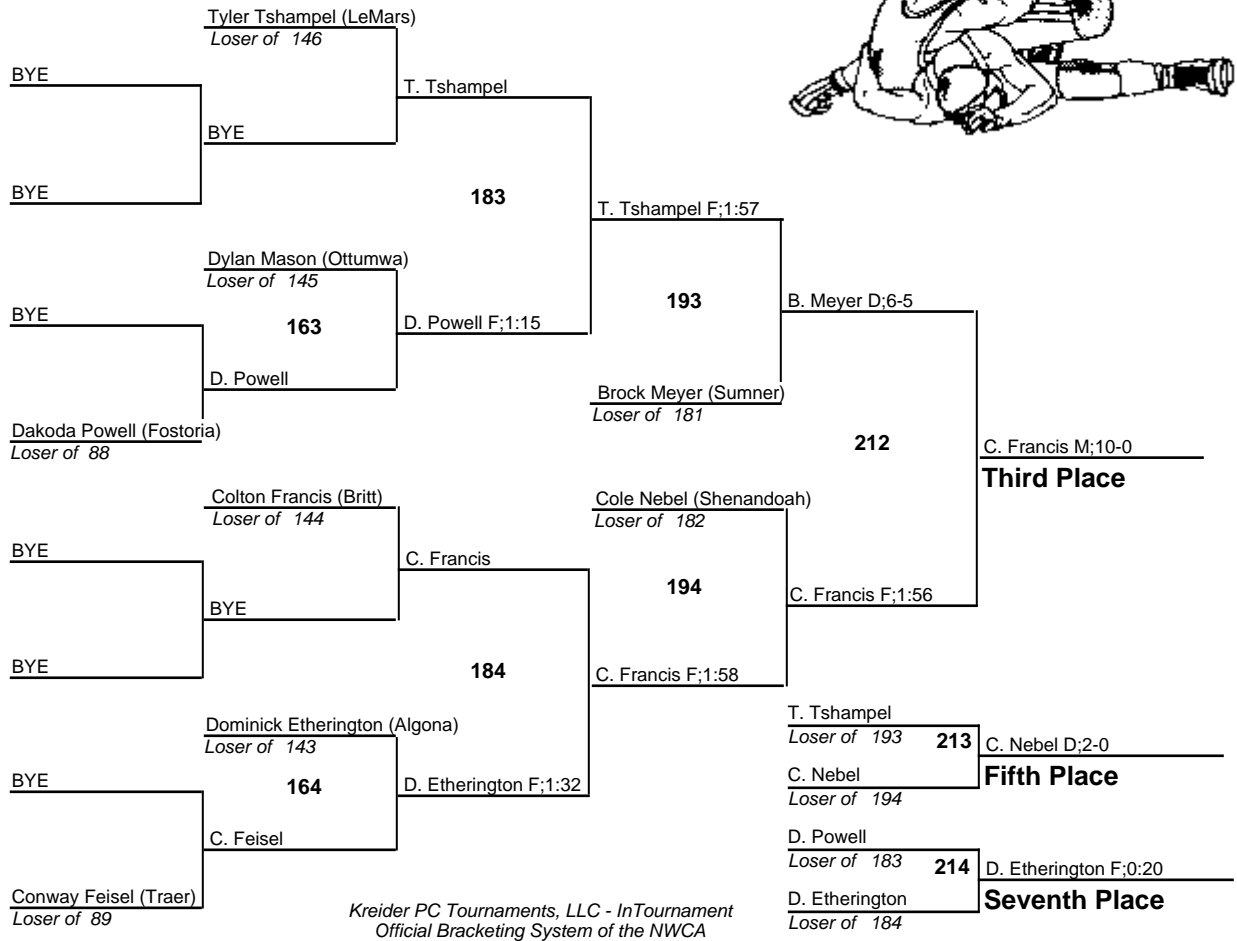 Tyler Tshampel (LeMars)
Loser of 146
BYE
T. Tshampel
BYE
BYE
183
T. Tshampel F;1:57
Dylan Mason (Ottumwa)
Loser of 145
193
B. Meyer D;6-5
BYE
163
D. Powell F;1:15
D. Powell
Brock Meyer (Sumner)
Loser of 181
Dakoda Powell (Fostoria)
Loser of 88
212
C. Francis M;10-0
Third Place
Colton Francis (Britt)
Loser of 144
Cole Nebel (Shenandoah)
Loser of 182
BYE
C. Francis
194
C. Francis F;1:56
BYE
BYE
184
C. Francis F;1:58
Dominick Etherington (Algona)
Loser of 143
T. Tshampel
Loser of 193
213
C. Nebel D;2-0
Fifth Place
C. Nebel
Loser of 194
BYE
164
D. Etherington F;1:32
C. Feisel
D. Powell
Loser of 183
214
D. Etherington F;0:20
Seventh Place
D. Etherington
Loser of 184
Conway Feisel (Traer)
Loser of 89
Kreider PC Tournaments, LLC - InTournament
Official Bracketing System of the NWCA